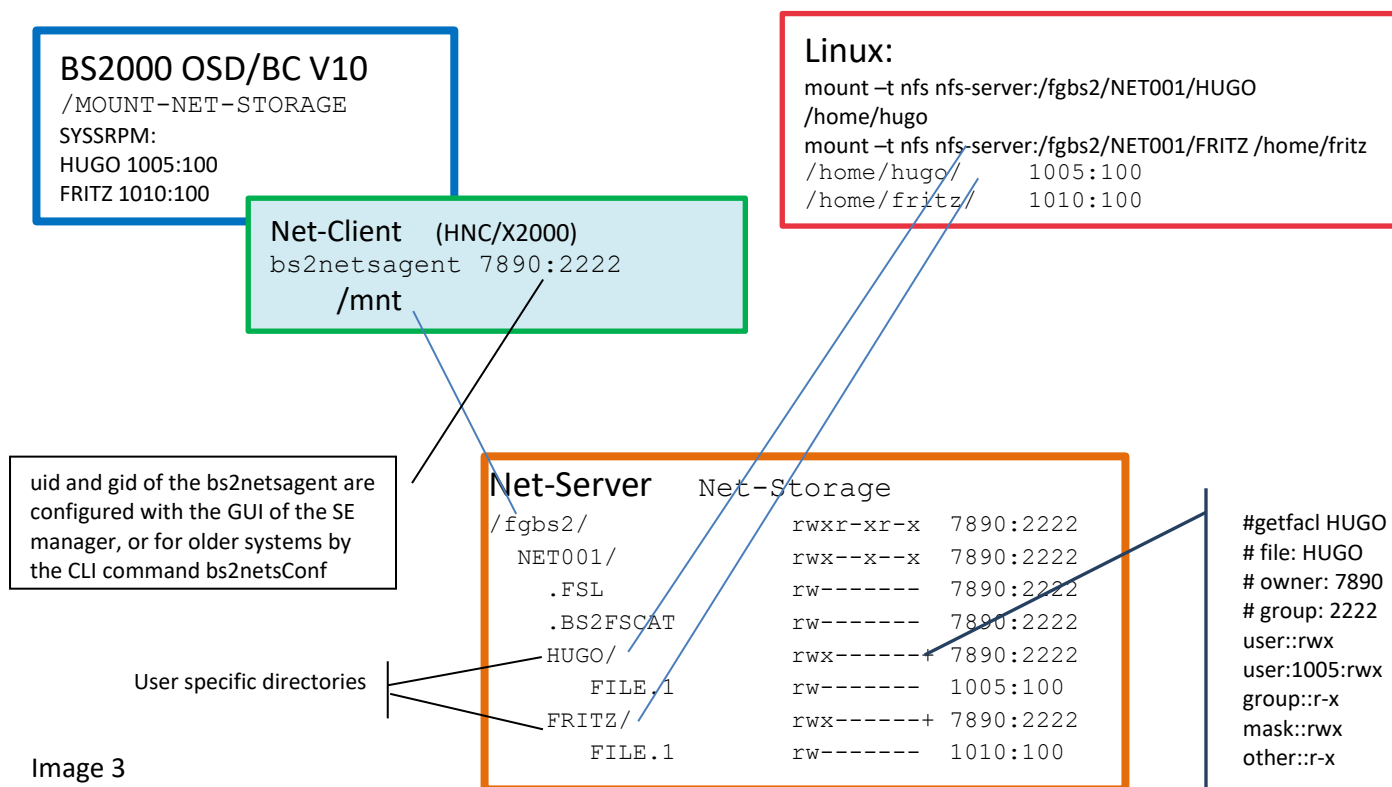 BS2000 OSD/BC V10
/MOUNT-NET-STORAGE
SYSSRPM:
HUGO 1005:100
FRITZ 1010:100
Linux:
mount –t nfs nfs-server:/fgbs2/NET001/HUGO
/home/hugo
mount –t nfs nfs-server:/fgbs2/NET001/FRITZ /home/fritz
/home/hugo/ 1005:100
/home/fritz/ 1010:100
Net-Client (HNC/X2000)
bs2netsagent 7890:2222
/mnt
uid and gid of the bs2netsagent are
configured with the GUI of the SE
manager, or for older systems by
the CLI command bs2netsConf
Net-Server Net-Storage
/fgbs2/ rwxr-xr-x 7890:2222
NET001/ rwx--x--x 7890:2222
.FSL rw------- 7890:2222
.BS2FSCAT rw------- 7890:2222
HUGO/ rwx------+ 7890:2222
FILE.1 rw------- 1005:100
FRITZ/ rwx------+ 7890:2222
FILE.1 rw------- 1010:100
User specific directories
#getfacl HUGO
# file: HUGO
# owner: 7890
# group: 2222
user::rwx
user:1005:rwx
group::r-x
mask::rwx
other::r-x
Image 3